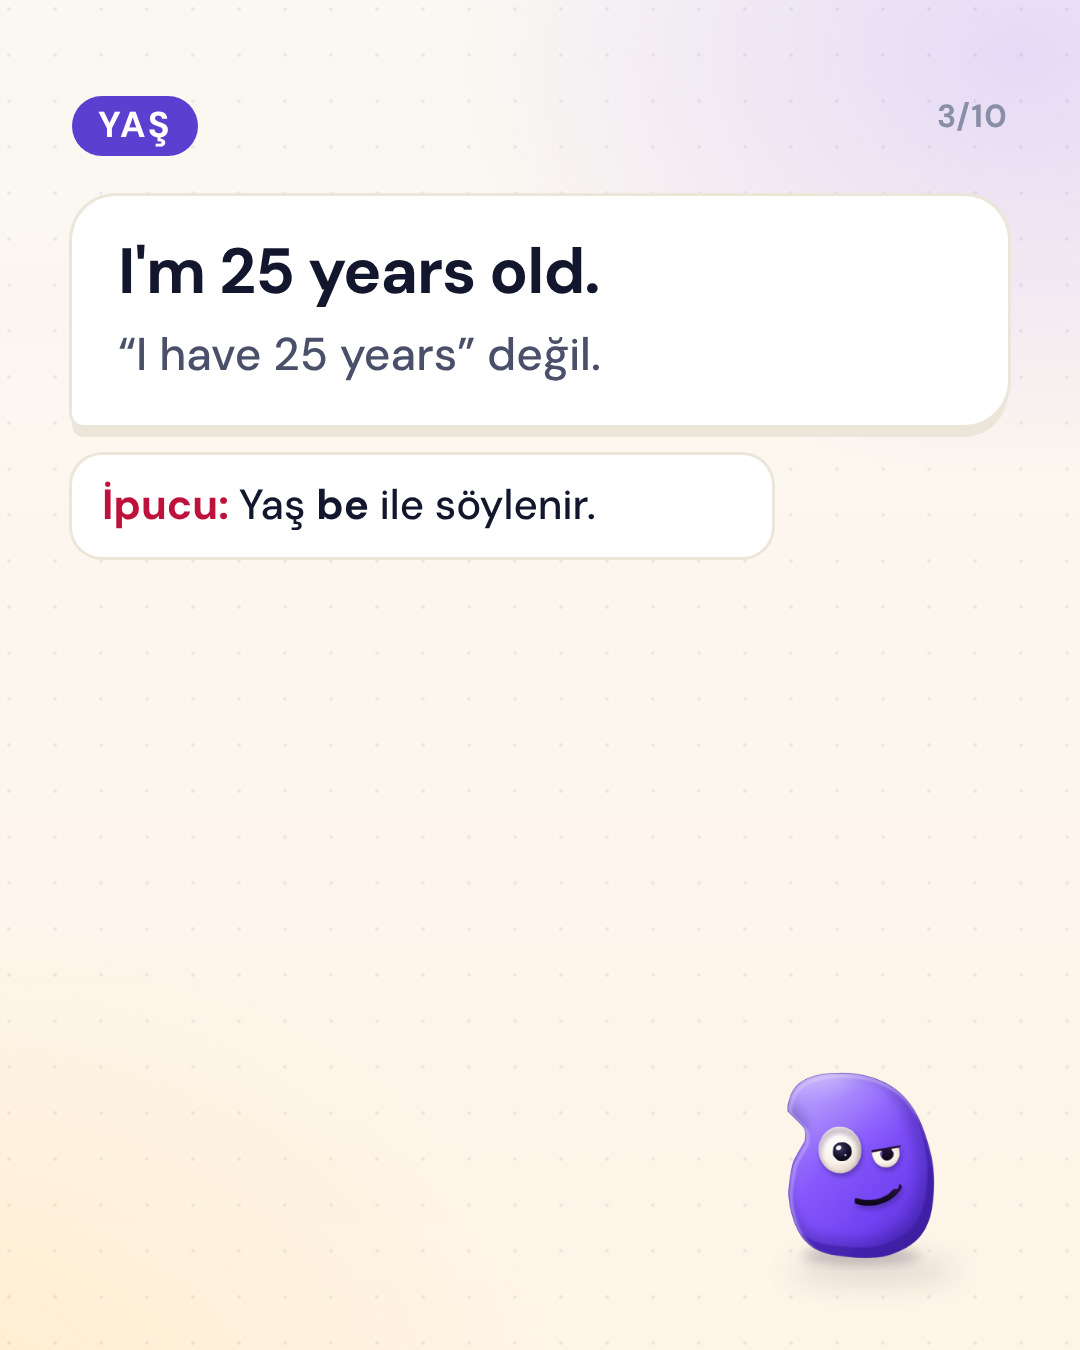 YAŞ
3/10
I'm 25 years old.
“I have 25 years” değil.
İpucu: Yaş be ile söylenir.